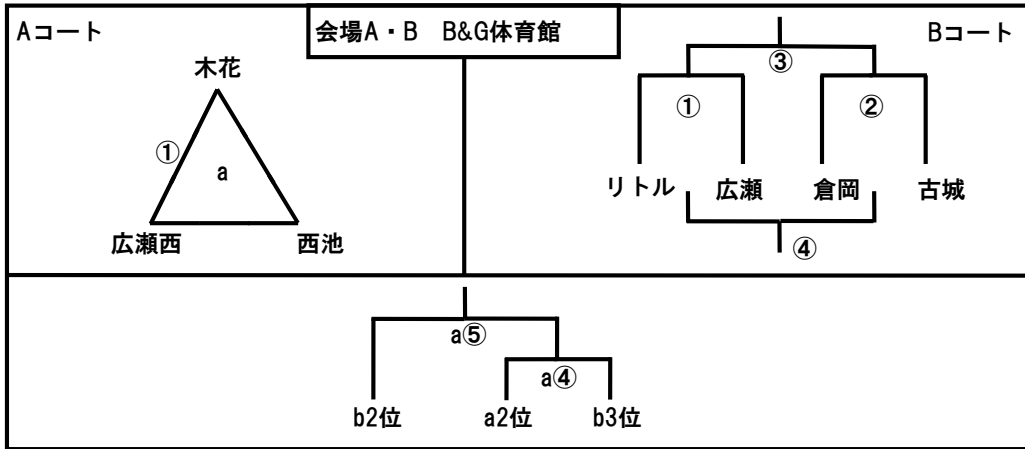 Aコート
会場A・B B&G体育館
Bコート
木花
①
a
広瀬西
西池
③
①
②
リトル
広瀬
倉岡
古城
④
a⑤
a④
b2位
a2位
b3位